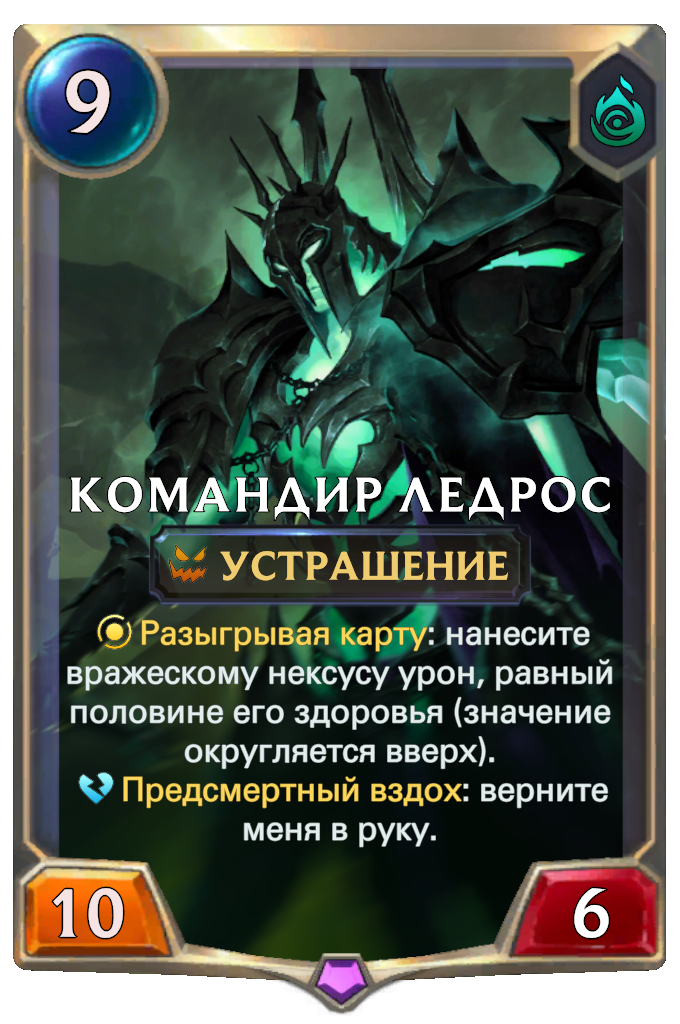 9
КОМАНДИР ЛЕДРОС
УСТРАШЕНИЕ
Разыгрывая карту: нанесите
вражескому нексусу урон, равный
половине его здоровья (значение
округляется вверх).
Предсмертный вздох: верните
меня в руку.
10
6